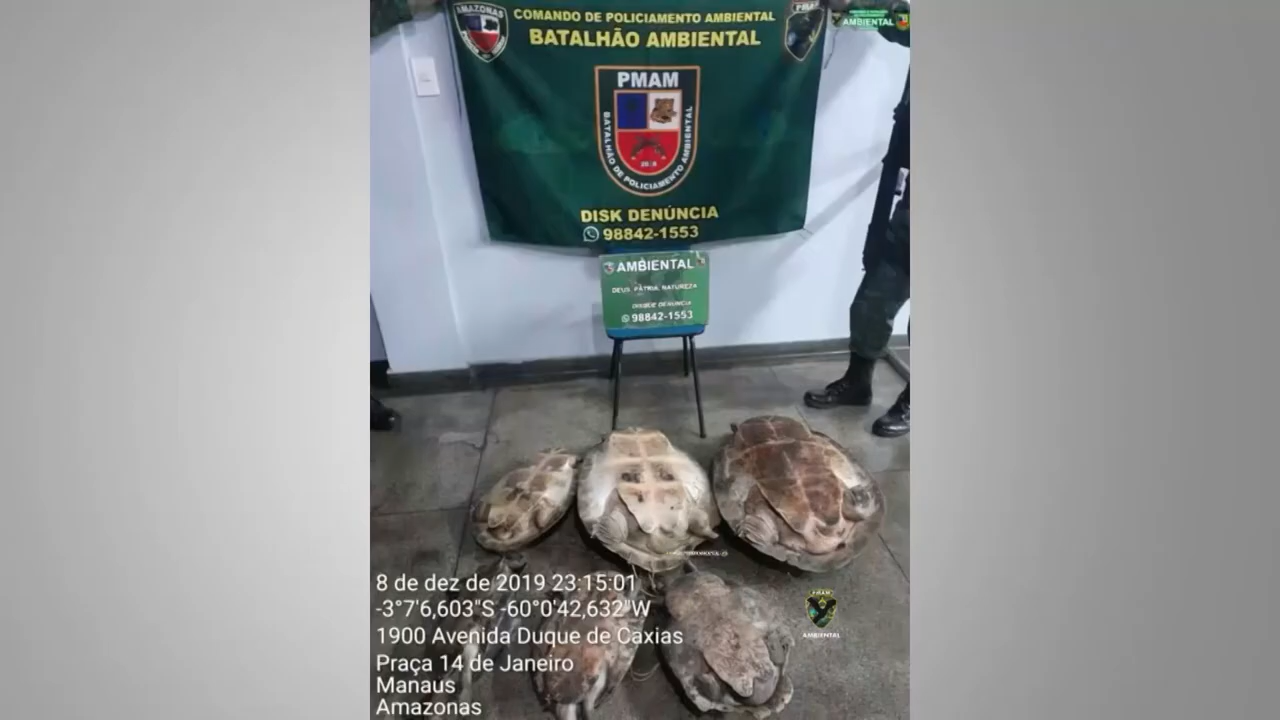 AMAZONAS
COMANDO DE POLICIAMENTO AMBIENTAL
BATALHÃO AMBIENTAL
PMAM
BATALHÃO DE POLICIAMENTO AMBIENTAL
DISK DENÚNCIA
98842-1553
AMBIENTAL
AMBIENTAL
DEUS, PÁTRIA, NATUREZA
DISQUE DENÚNCIA
98842-1553
8 de dez de 2019 23:15:01
-3°7'6,603"S -60°0'42,632"W
1900 Avenida Duque de Caxias
Praça 14 de Janeiro
Manaus
Amazonas
PMAM
AMBIENTAL